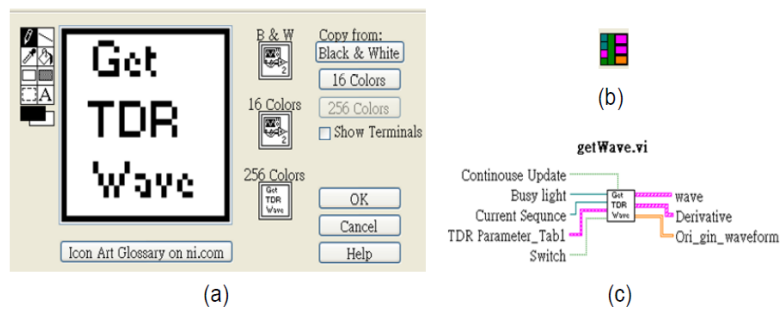 B & W
Copy from:
Black & White
16 Colors
256 Colors
Show Terminals
Get
TDR
Wave
2
16 Colors
2
256 Colors
Get
TDR
Wave
OK
Cancel
Help
A
Icon Art Glossary on ni.com
(a)
(b)
getWave.vi
Continouse Update
Busy light
Current Sequnce
TDR Parameter_Tab1
Switch
Get
TDR
Wave
wave
Derivative
Ori_gin_waveform
(c)